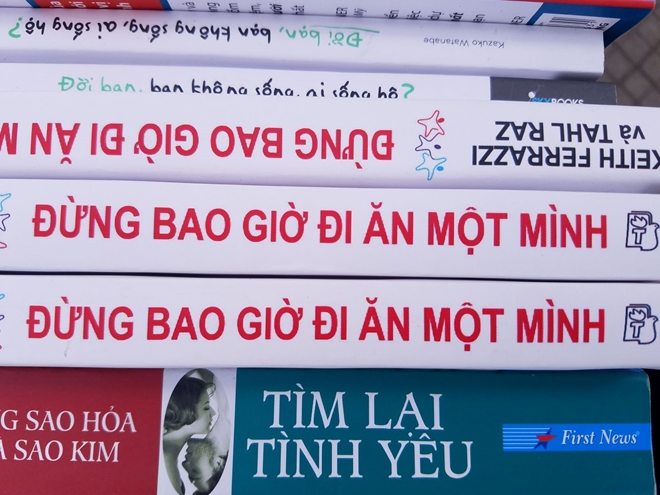 Đời bạn, bạn không sống, ai sống hộ?
Kazuko Watanabe
Đời bạn, bạn không sống, ai sống hộ?
BOOKS
ĐỪNG BAO GIỜ ĐI ĂN
KEITH FERRAZZI
và TAHL RAZ
ĐỪNG BAO GIỜ ĐI ĂN MỘT MÌNH
ĐỪNG BAO GIỜ ĐI ĂN MỘT MÌNH
SAO HỎA
SAO KIM
TÌM LẠI
TÌNH YÊU
First News